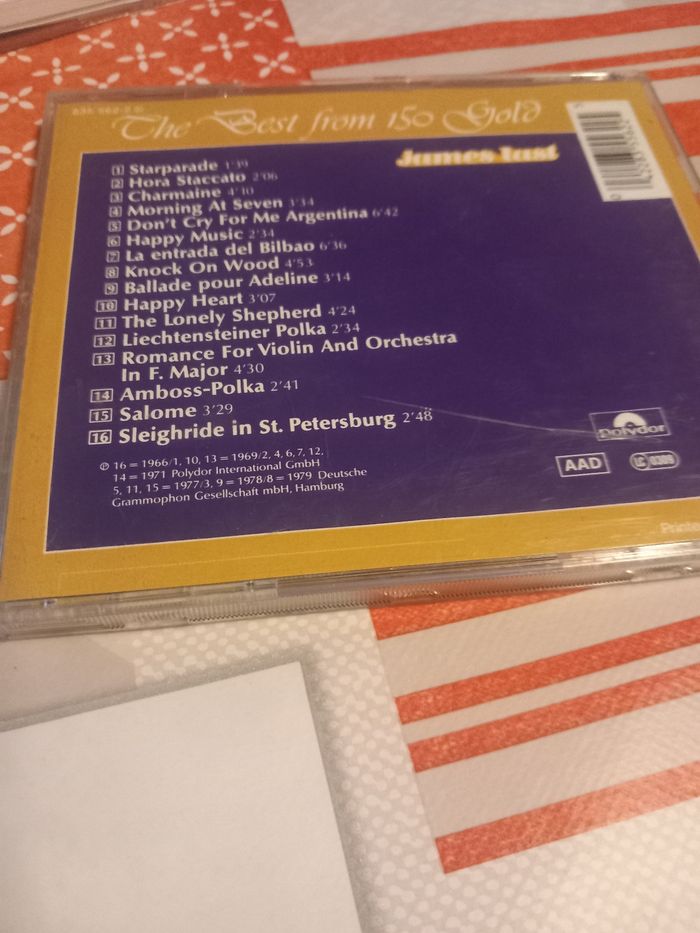 The Best from 150 Gold
James Last
1 Starparade 1'39
2 Hora Staccato 2'06
3 Charmaine 4'10
4 Morning At Seven 3'34
5 Don't Cry For Me Argentina 6'42
6 Happy Music 2'34
7 La entrada del Bilbao 6'36
8 Knock On Wood 4'53
9 Ballade pour Adeline 3'14
10 Happy Heart 3'07
11 The Lonely Shepherd 4'24
12 Liechtensteiner Polka 2'34
13 Romance For Violin And Orchestra
In F. Major 4'30
14 Amboss-Polka 2'41
15 Salome 3'29
16 Sleighride in St. Petersburg 2'48
℗ 16 = 1966/1, 10, 13 = 1969/2, 4, 6, 7, 12,
14 = 1971 Polydor International GmbH
5, 11, 15 = 1977/3, 9 = 1978/8 = 1979 Deutsche
Grammophon Gesellschaft mbH, Hamburg
Polydor
AAD
LC 0309